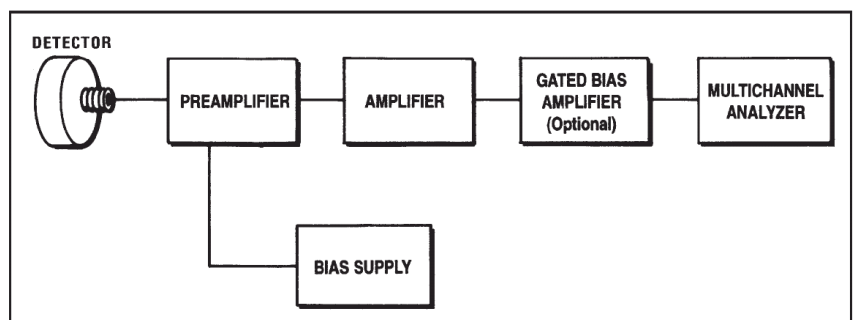 DETECTOR
PREAMPLIFIER
AMPLIFIER
GATED BIAS
AMPLIFIER
(Optional)
MULTICHANNEL
ANALYZER
BIAS SUPPLY